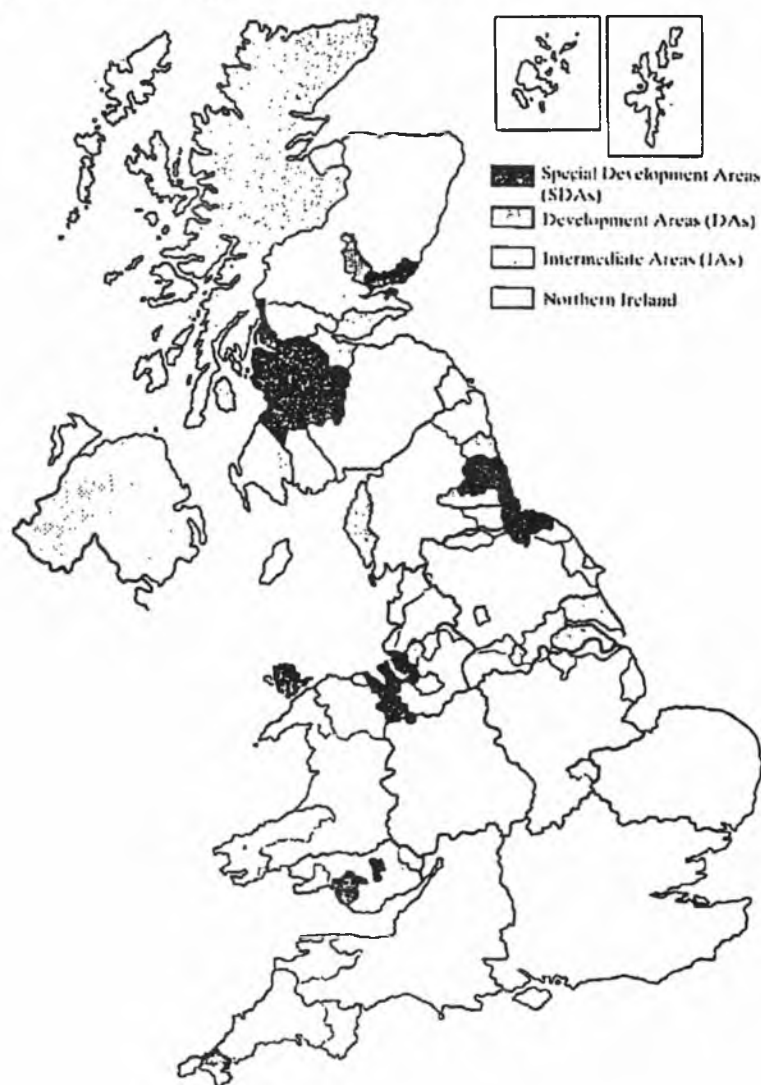 Special Development Areas
(SDAs)
Development Areas (DAs)
Intermediate Areas (IAs)
Northern Ireland